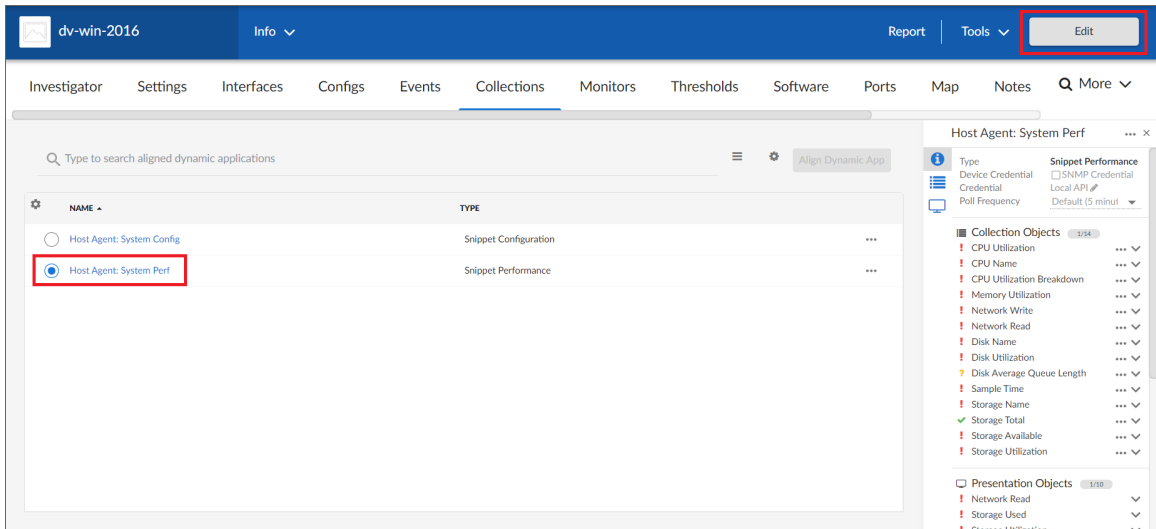 dv-win-2016 Info Report Tools Edit
Investigator Settings Interfaces Configs Events Collections Monitors Thresholds Software Ports Map Notes More
Type to search aligned dynamic applications
Align Dynamic App
NAME TYPE
Host Agent: System Config Snippet Configuration
Host Agent: System Perf Snippet Performance
Host Agent: System Perf
Type Snippet Performance
Device Credential SNMP Credential
Credential Local API
Poll Frequency Default (5 minut
Collection Objects 1/14
CPU Utilization
CPU Name
CPU Utilization Breakdown
Memory Utilization
Network Write
Network Read
Disk Name
Disk Utilization
Disk Average Queue Length
Sample Time
Storage Name
Storage Total
Storage Available
Storage Utilization
Presentation Objects 1/10
Network Read
Storage Used
Storage Utilization